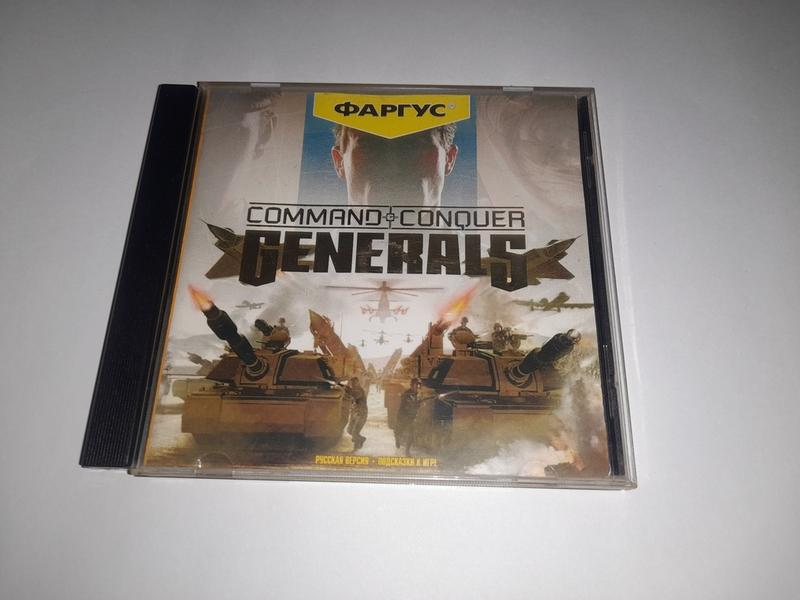 ФАРГУС®
COMMAND CONQUER
GENERALS
РУССКАЯ ВЕРСИЯ • ПОДСКАЗКИ К ИГРЕ!